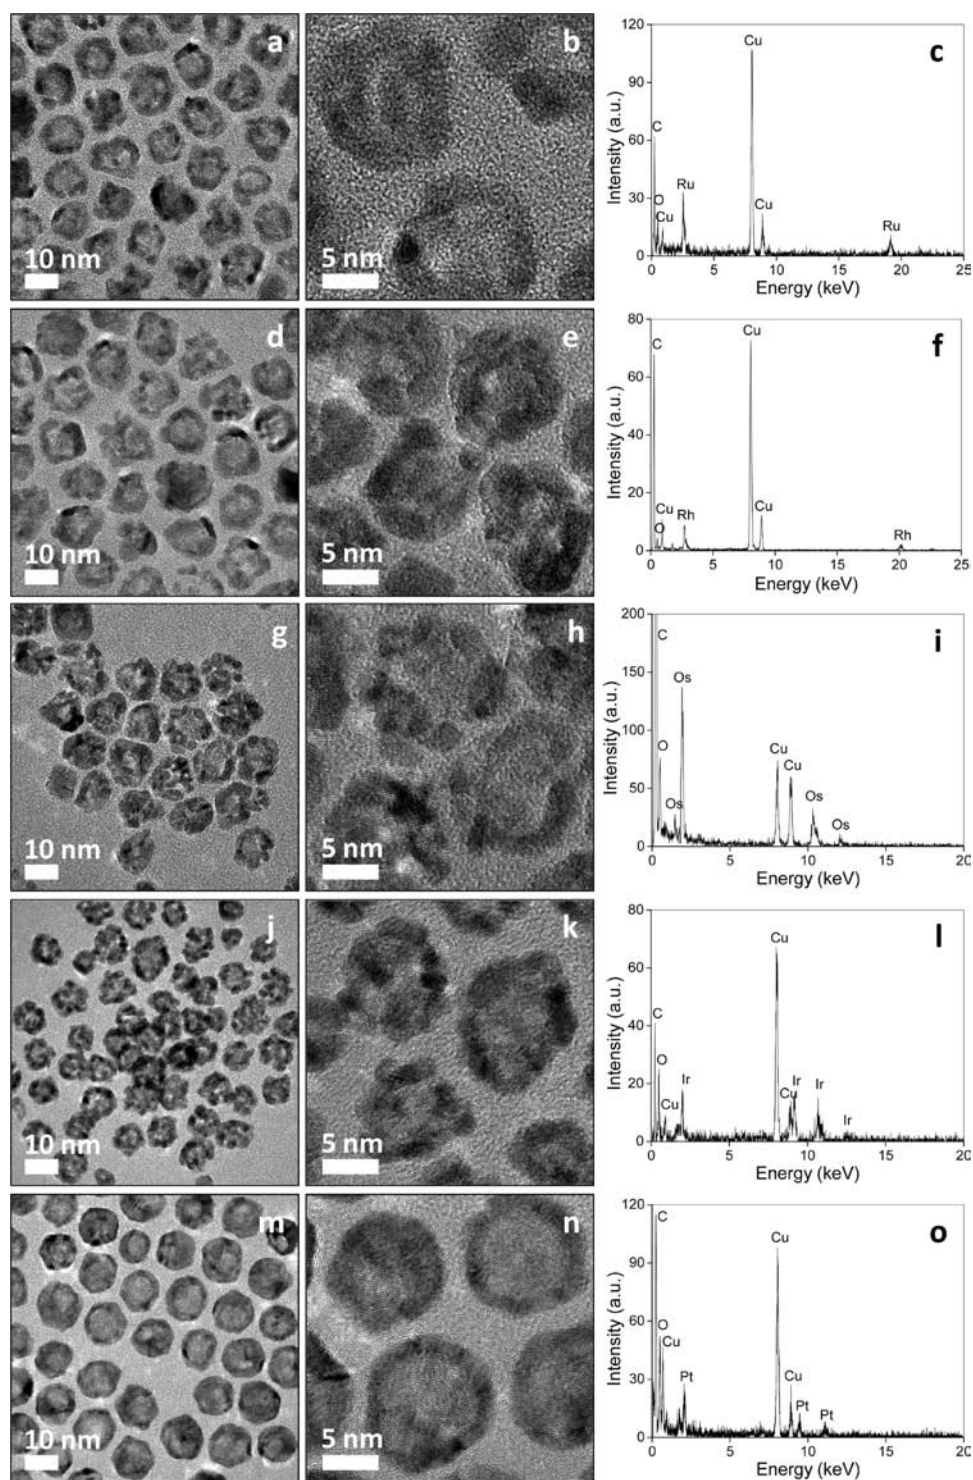 a
10 nm
b
5 nm
c
Intensity (a.u.)
120
90
60
30
0
C
O
Cu
Ru
Cu
Cu
Ru
0 5 10 15 20 25
Energy (keV)
d
10 nm
e
5 nm
f
Intensity (a.u.)
80
60
40
20
0
C
Cu
O
Rh
Cu
Cu
Rh
0 5 10 15 20 25
Energy (keV)
g
10 nm
h
5 nm
i
Intensity (a.u.)
200
150
100
50
0
C
O
Os
Os
Cu
Cu
Os
Os
0 5 10 15 20
Energy (keV)
j
10 nm
k
5 nm
l
Intensity (a.u.)
80
60
40
20
0
C
O
Cu
Ir
Cu
Cu
Ir
Ir
Ir
0 5 10 15 20
Energy (keV)
m
10 nm
n
5 nm
o
Intensity (a.u.)
120
90
60
30
0
C
O
Cu
Pt
Cu
Cu
Pt
Pt
0 5 10 15 20
Energy (keV)